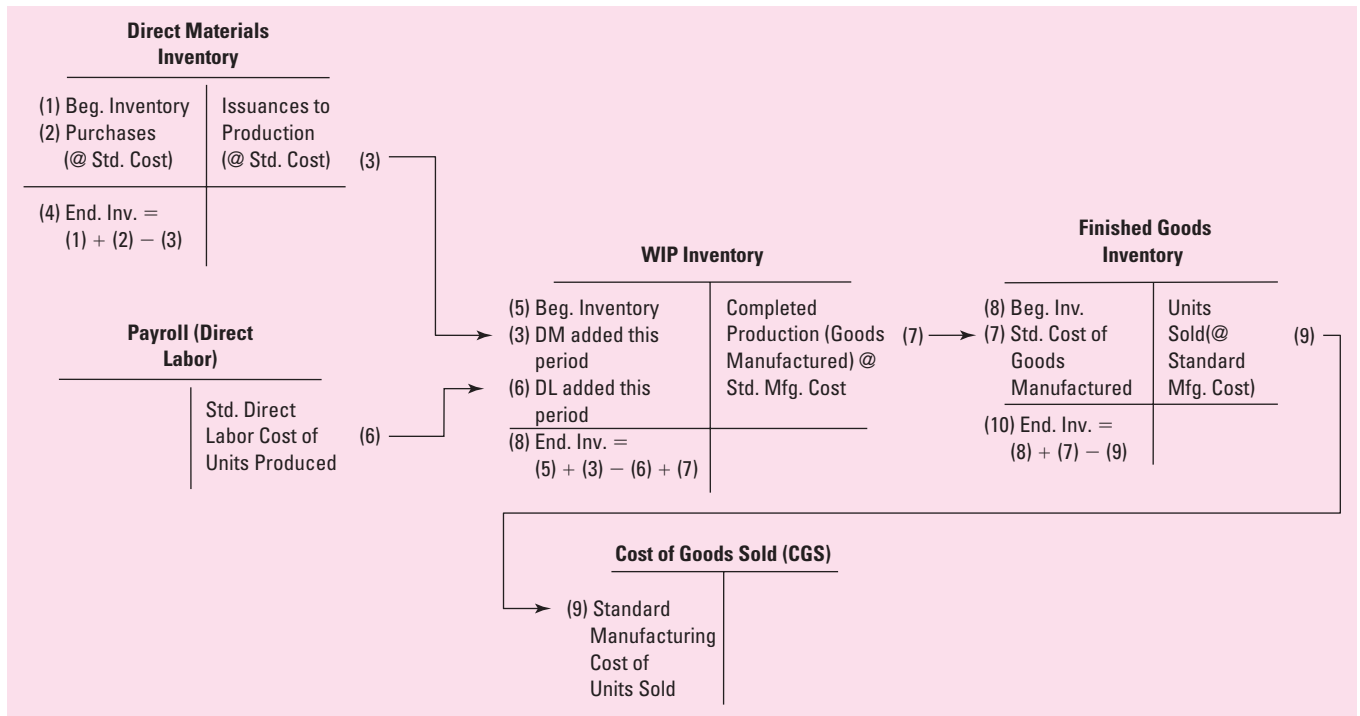 Direct Materials
Inventory
(1) Beg. Inventory
(2) Purchases
(@ Std. Cost)
Issuances to
Production
(@ Std. Cost)
(3)
(4) End. Inv. =
(1) + (2) − (3)
Payroll (Direct
Labor)
Std. Direct
Labor Cost of
Units Produced
(6)
WIP Inventory
(5) Beg. Inventory
(3) DM added this
period
(6) DL added this
period
Completed
Production (Goods
Manufactured) @
Std. Mfg. Cost
(7)
(8) End. Inv. =
(5) + (3) − (6) + (7)
Finished Goods
Inventory
(8) Beg. Inv.
(7) Std. Cost of
Goods
Manufactured
Units
Sold(@
Standard
Mfg. Cost)
(9)
(10) End. Inv. =
(8) + (7) − (9)
Cost of Goods Sold (CGS)
(9) Standard
Manufacturing
Cost of
Units Sold